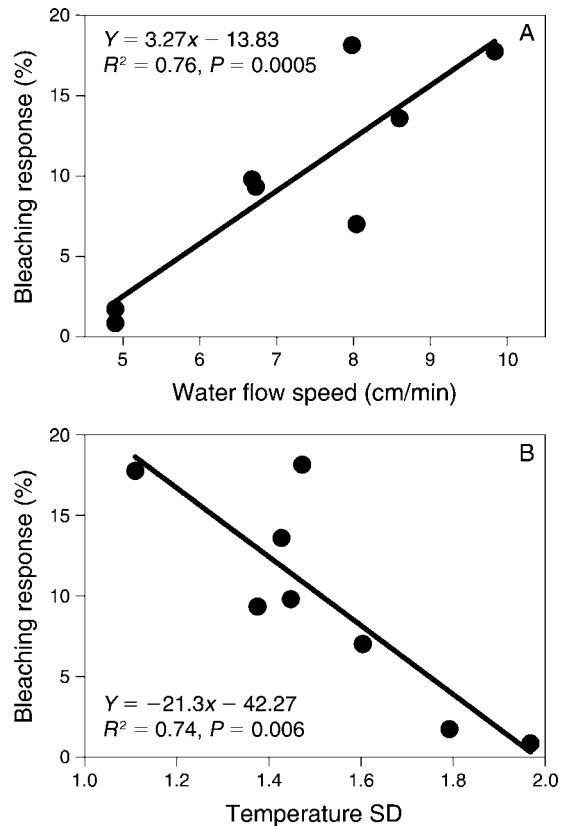 A
Y = 3.27x – 13.83
R² = 0.76, P = 0.0005
Bleaching response (%)
20
15
10
5
0
5 6 7 8 9 10
Water flow speed (cm/min)
B
Bleaching response (%)
20
15
10
5
0
Y = –21.3x – 42.27
R² = 0.74, P = 0.006
1.0 1.2 1.4 1.6 1.8 2.0
Temperature SD